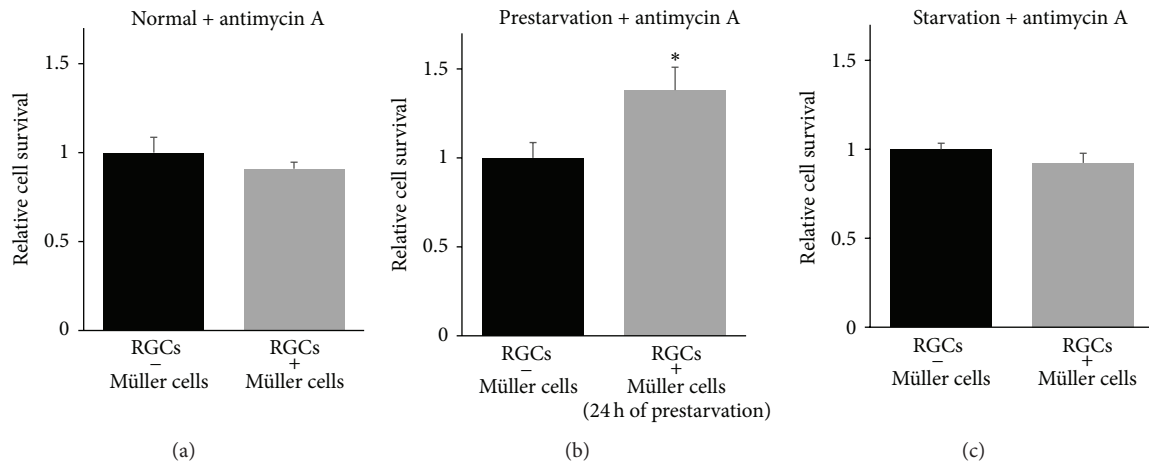 Normal + antimycin A
1.5
1
0.5
0
Relative cell survival
RGCs
−
Müller cells
RGCs
+
Müller cells
(a)
Prestarvation + antimycin A
1.5
1
0.5
0
Relative cell survival
*
RGCs
−
Müller cells
RGCs
+
Müller cells
(24 h of prestarvation)
(b)
Starvation + antimycin A
1.5
1
0.5
0
Relative cell survival
RGCs
−
Müller cells
RGCs
+
Müller cells
(c)